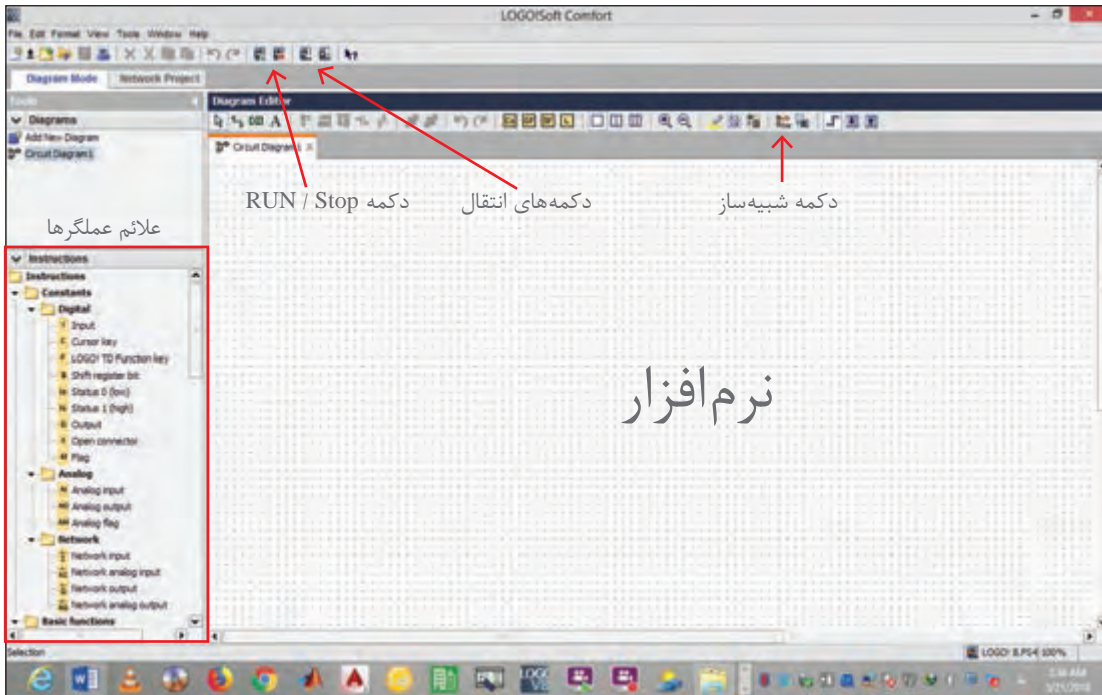 LOGO!Soft Comfort
File Edit Format View Tools Window Help
Diagram Mode Network Project
Tools
Diagram Editor
Diagrams
Add New Diagram
Circuit Diagram1
Circuit Diagram1
دکمه RUN / Stop
دکمه‌های انتقال
دکمه شبیه‌ساز
علائم عملگرها
Instructions
Instructions
Constants
Digital
Input
Cursor key
LOGO! TD Function key
Shift register bit
Status 0 (low)
Status 1 (high)
Output
Open connector
Flag
Analog
Analog input
Analog output
Analog flag
Network
Network input
Network analog input
Network output
Network analog output
Basic functions
نرم‌افزار
Selection
LOGO! 8.FS4 100%
AM